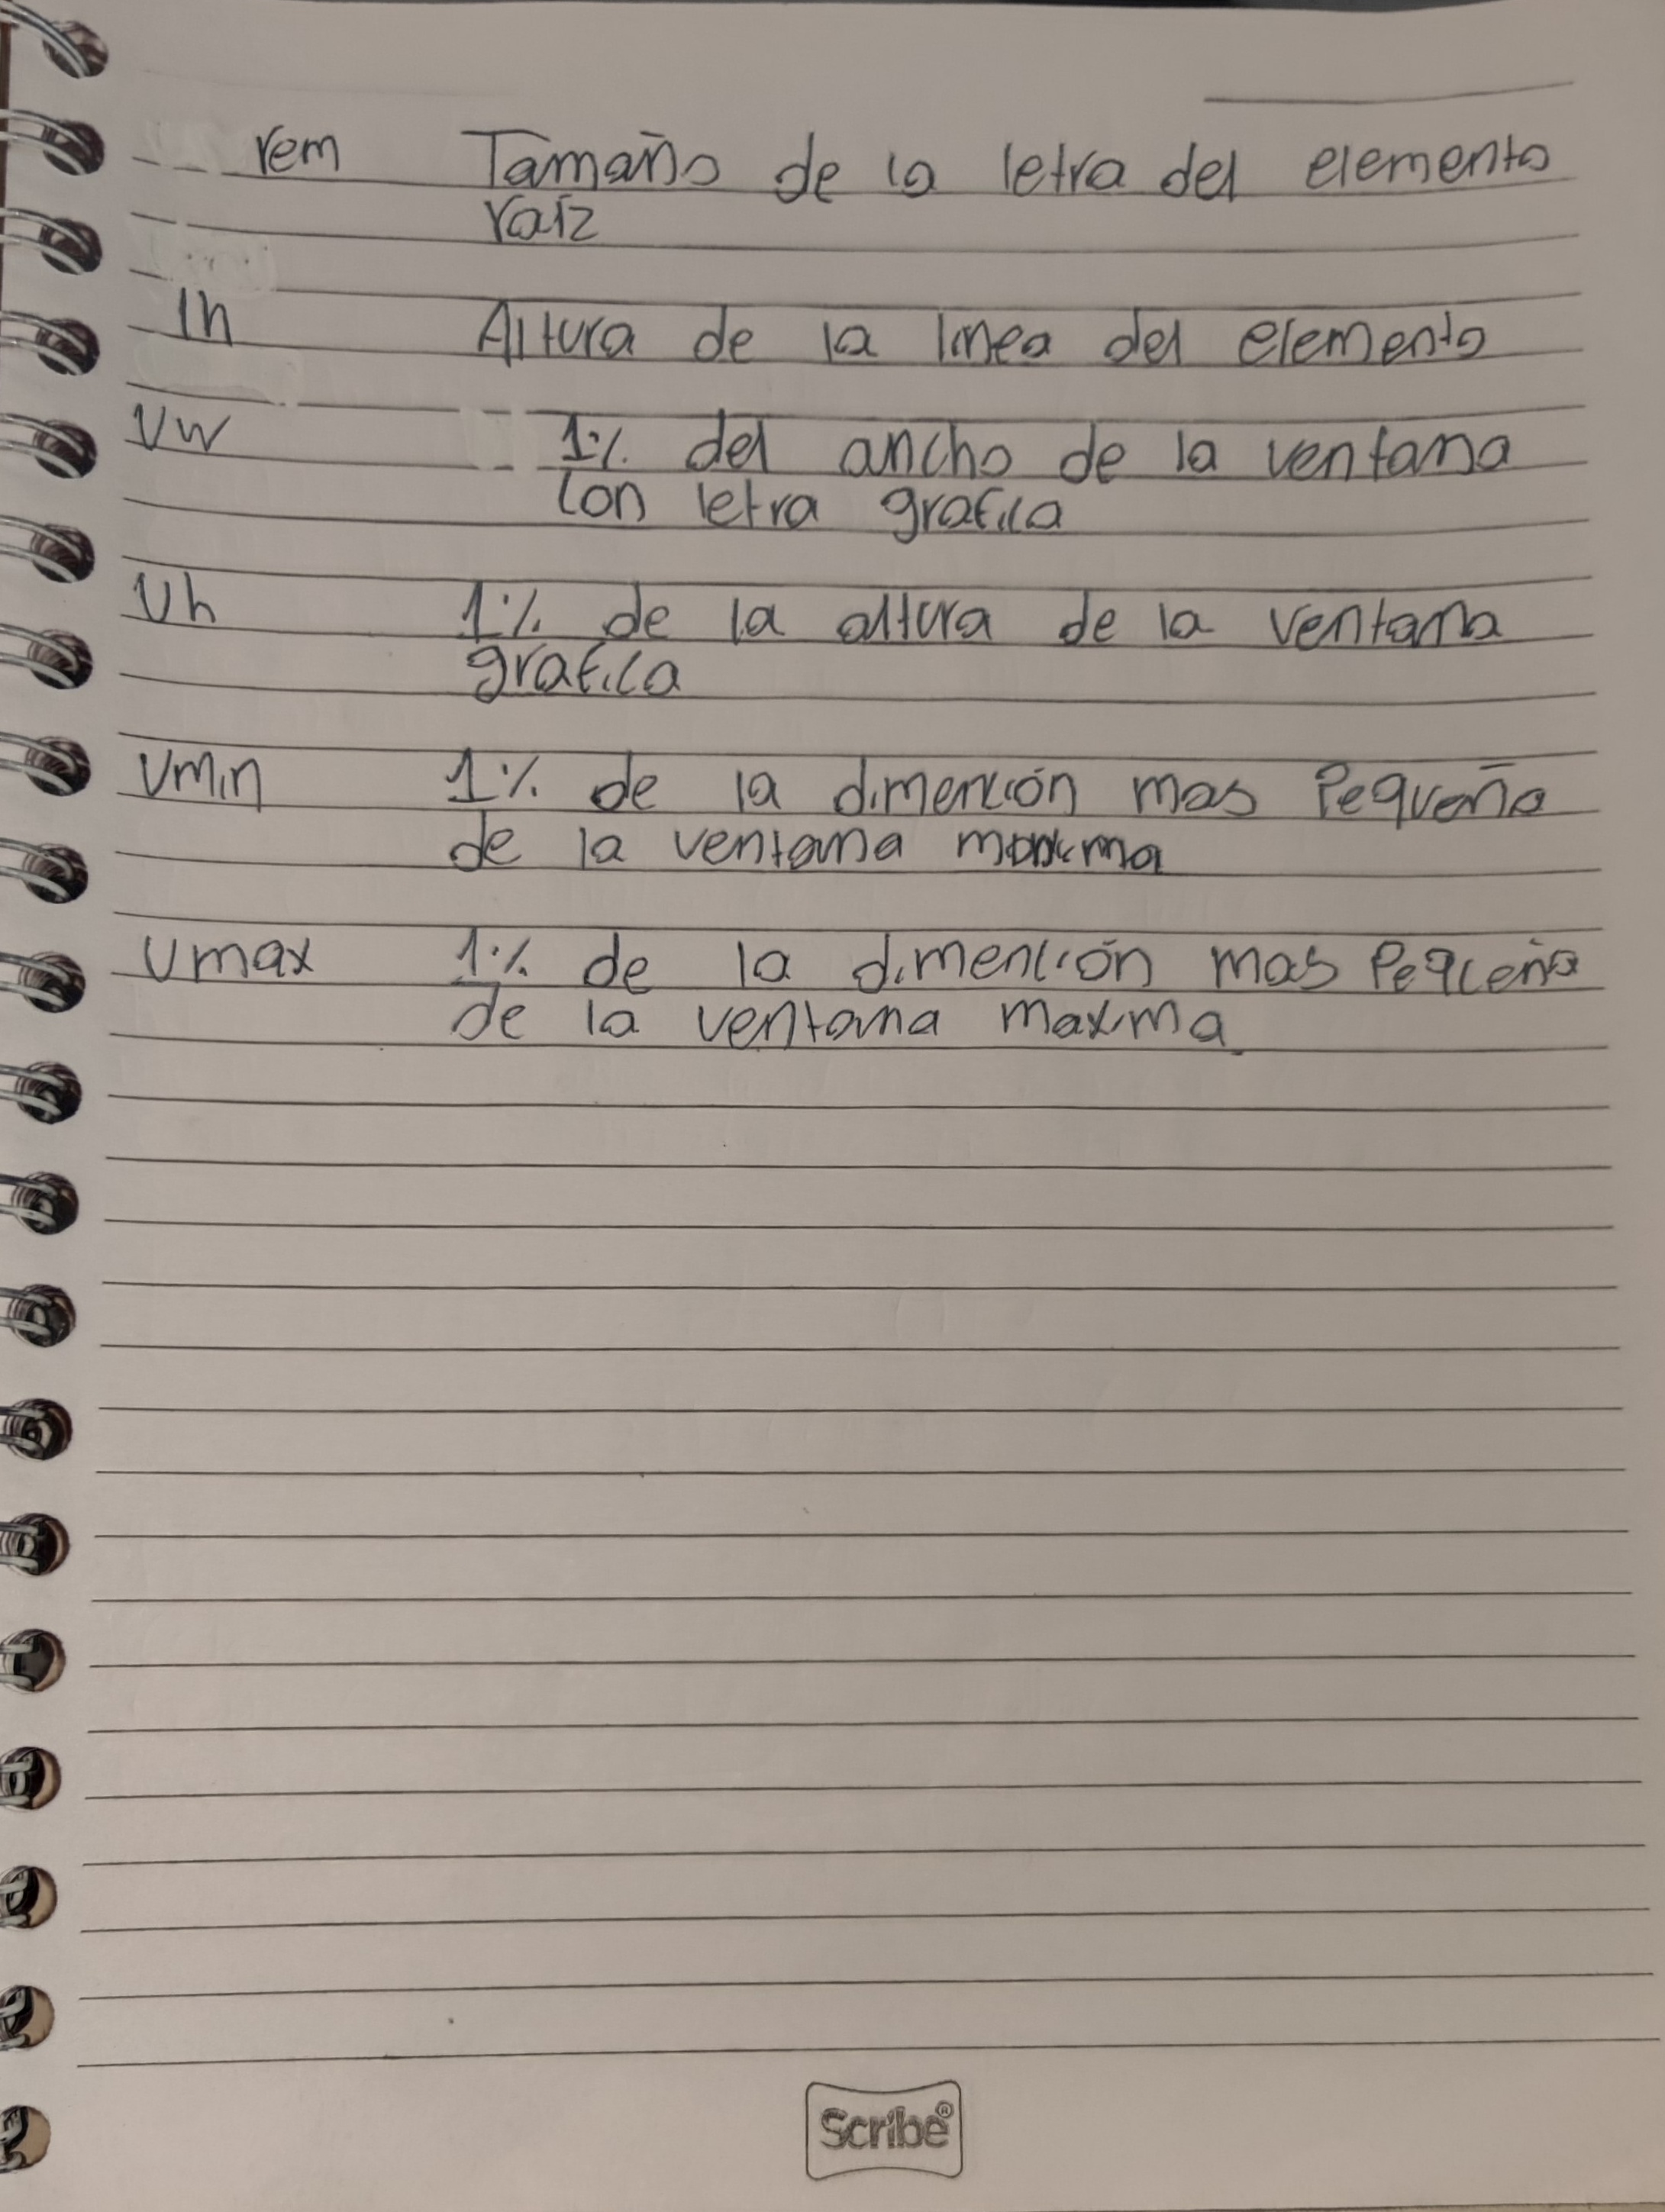 rem Tamaño de la letra del elemento
raíz
lh Altura de la linea del elemento
vw 1% del ancho de la ventana
con letra grafica
vh 1% de la altura de la ventana
grafica
vmin 1% de la dimención mas Pequeña
de la ventana
vmax 1% de la dimención mas Pequeña
de la ventana maxima
Scribe®